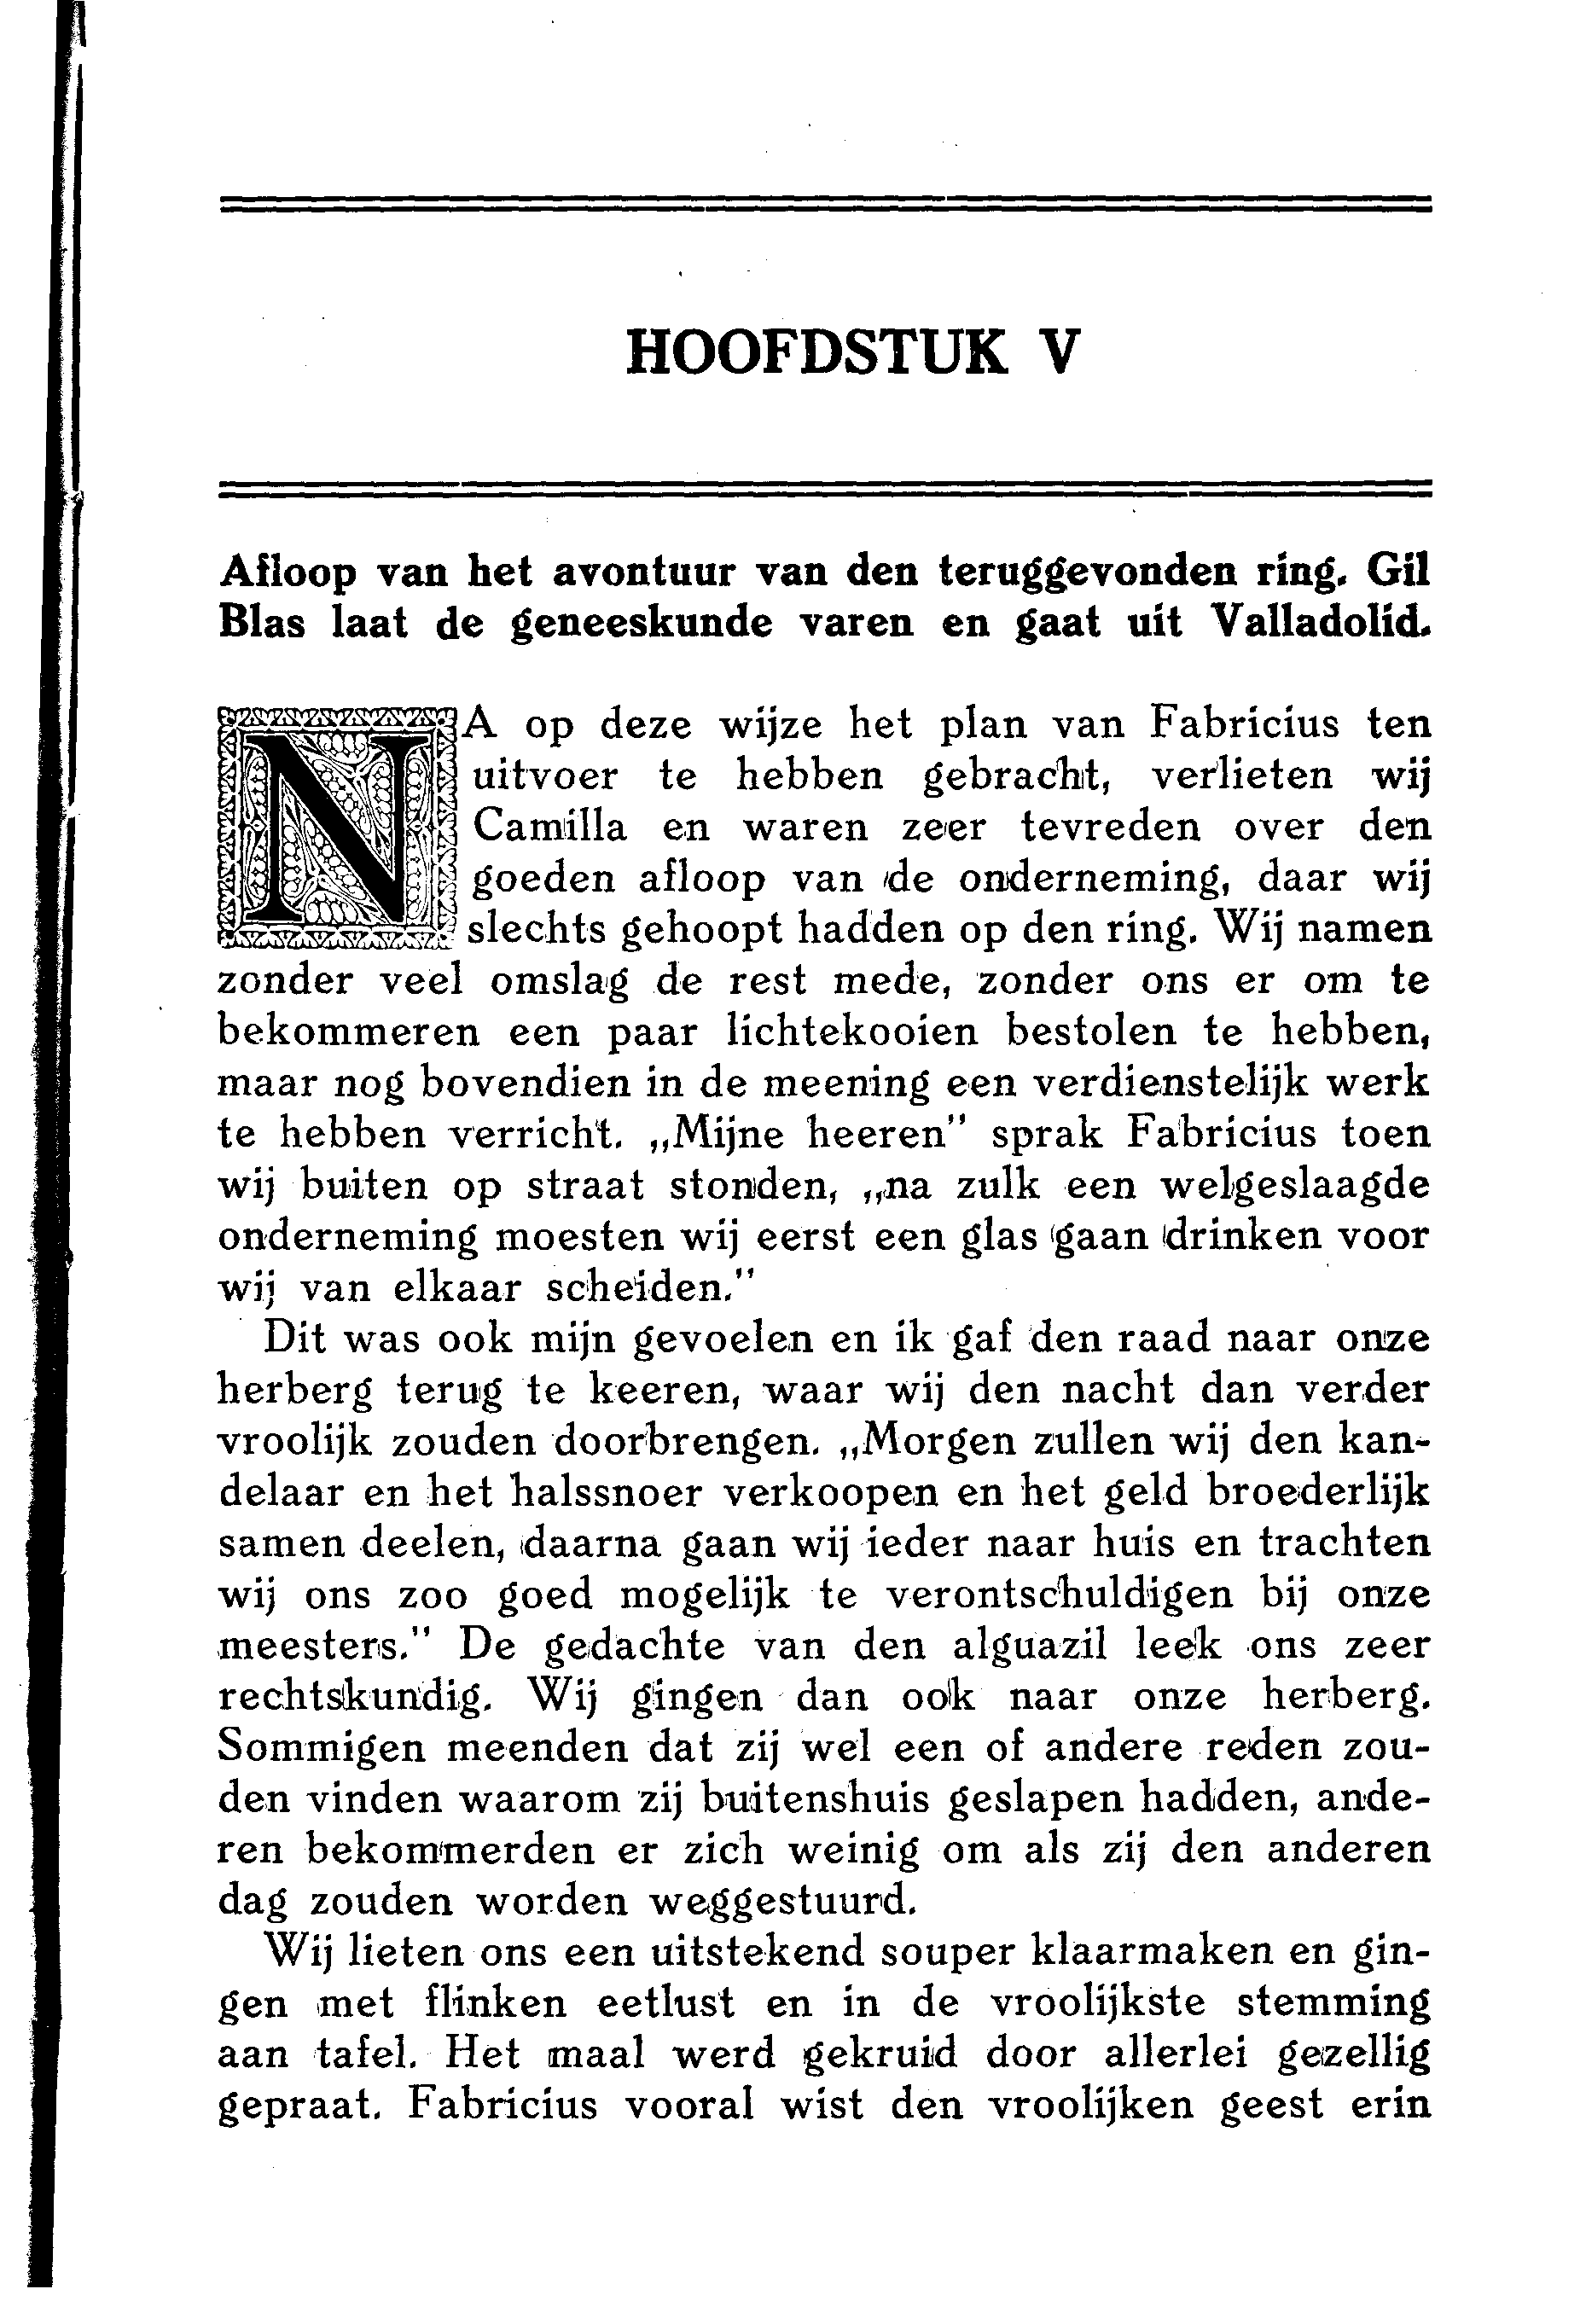 HOOFDSTUK V
Afloop van het avontuur van den teruggevonden ring. Gil
Blas laat de geneeskunde varen en gaat uit Valladolid.
NA op deze wijze het plan van Fabricius ten
uitvoer te hebben gebracht, verlieten wij
Camilla en waren zeer tevreden over den
goeden afloop van de onderneming, daar wij
slechts gehoopt hadden op den ring. Wij namen
zonder veel omslag de rest mede, zonder ons er om te
bekommeren een paar lichtekooien bestolen te hebben,
maar nog bovendien in de meening een verdienstelijk werk
te hebben verricht. „Mijne heeren" sprak Fabricius toen
wij buiten op straat stonden, „na zulk een welgeslaagde
onderneming moesten wij eerst een glas gaan drinken voor
wij van elkaar scheiden."
Dit was ook mijn gevoelen en ik gaf den raad naar onze
herberg terug te keeren, waar wij den nacht dan verder
vroolijk zouden doorbrengen. „Morgen zullen wij den kan-
delaar en het halssnoer verkoopen en het geld broederlijk
samen deelen, daarna gaan wij ieder naar huis en trachten
wij ons zoo goed mogelijk te verontschuldigen bij onze
meesters." De gedachte van den alguazil leek ons zeer
rechtskundig. Wij gingen dan ook naar onze herberg.
Sommigen meenden dat zij wel een of andere reden zou-
den vinden waarom zij buitenshuis geslapen hadden, ande-
ren bekommerden er zich weinig om als zij den anderen
dag zouden worden weggestuurd.
Wij lieten ons een uitstekend souper klaarmaken en gin-
gen met flinken eetlust en in de vroolijkste stemming
aan tafel. Het maal werd gekruid door allerlei gezellig
gepraat. Fabricius vooral wist den vroolijken geest erin